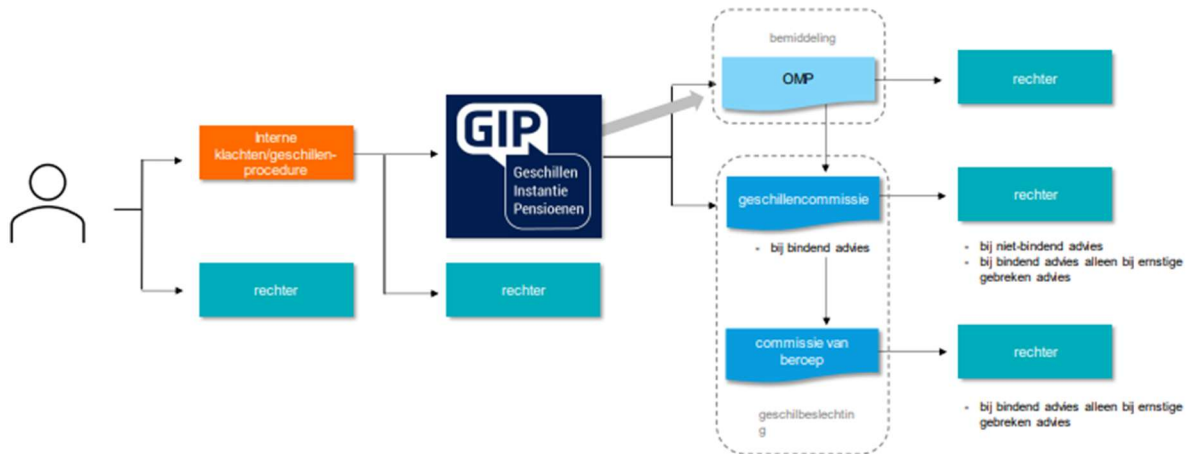 bemiddeling
OMP
rechter
Interne
klachten/geschillen-
procedure
GIP
Geschillen
Instantie
Pensioenen
geschillencommissie
rechter
- bij bindend advies
- bij niet-bindend advies
- bij bindend advies alleen bij ernstige
gebreken advies
rechter
rechter
commissie van
beroep
rechter
geschilbeslechtin
g
- bij bindend advies alleen bij ernstige
gebreken advies